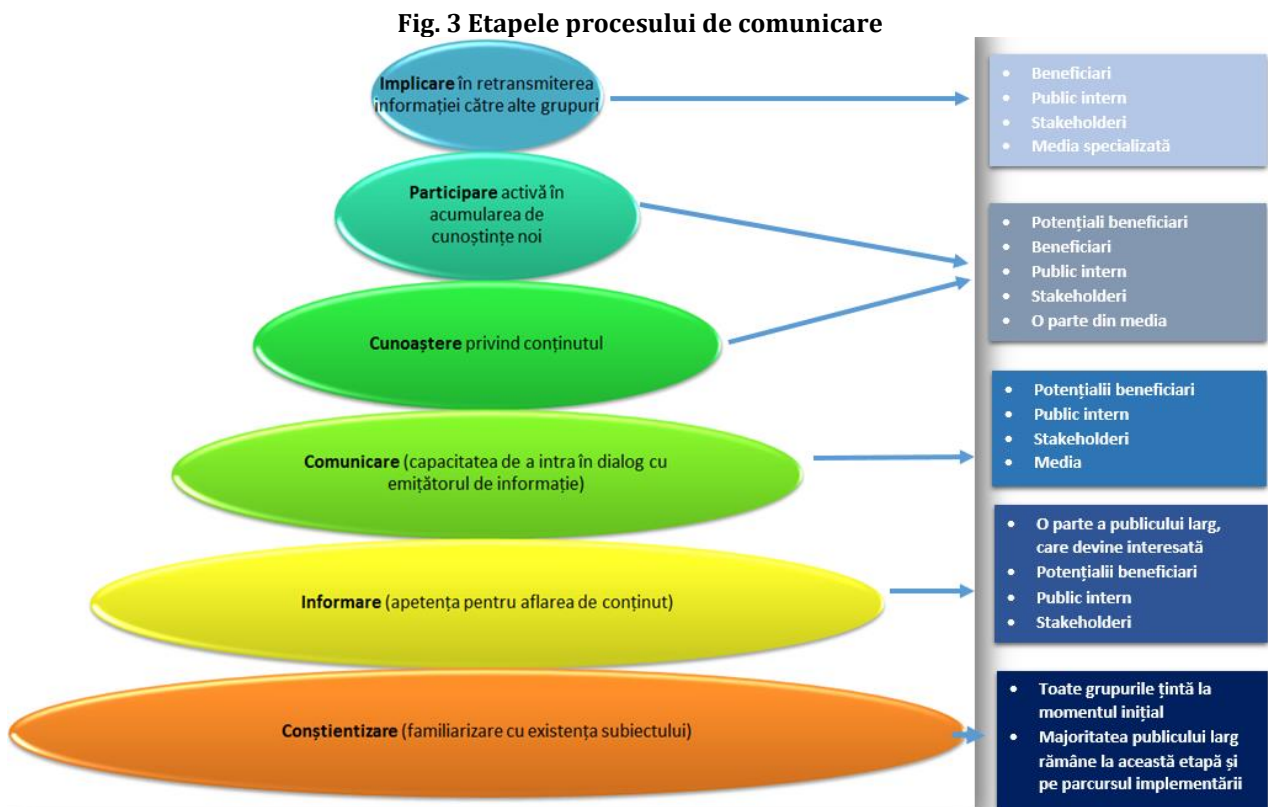 Fig. 3 Etapele procesului de comunicare
Implicare în retransmiterea
informației către alte grupuri
• Beneficiari
• Public intern
• Stakeholderi
• Media specializată
Participare activă în
acumularea de
cunoștințe noi
• Potențiali beneficiari
• Beneficiari
• Public intern
• Stakeholderi
• O parte din media
Cunoaștere privind conținutul
• Potențialii beneficiari
• Public intern
• Stakeholderi
• Media
Comunicare (capacitatea de a intra în dialog cu
emițătorul de informație)
• O parte a publicului larg,
care devine interesată
• Potențialii beneficiari
• Public intern
• Stakeholderi
Informare (apetența pentru aflarea de conținut)
• Toate grupurile țintă la
momentul inițial
• Majoritatea publicului larg
rămâne la această etapă și
pe parcursul implementării
Conștientizare (familiarizare cu existența subiectului)